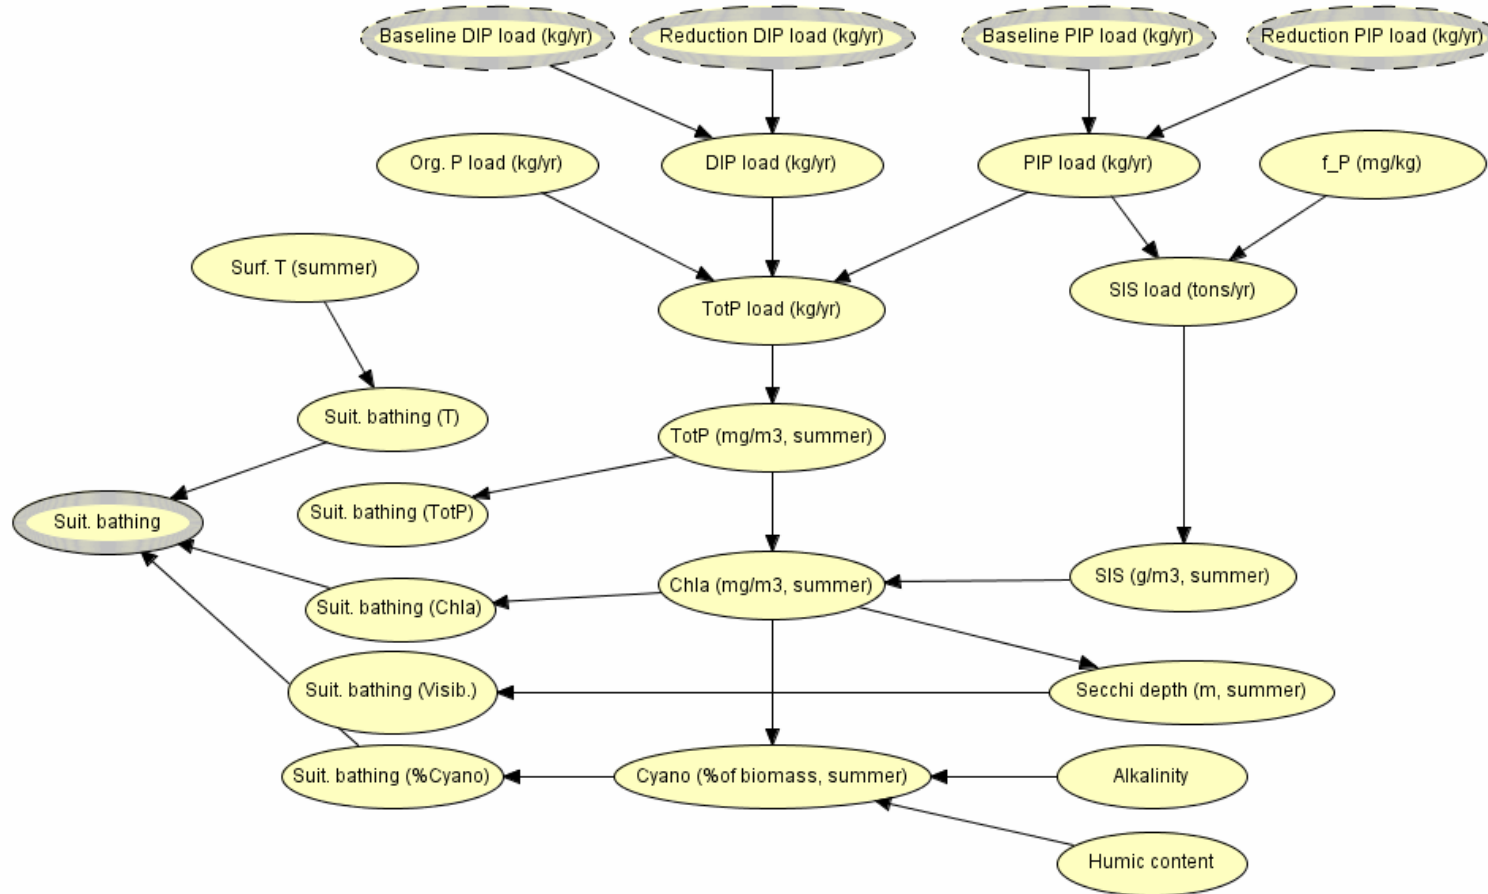 Baseline DIP load (kg/yr)
Reduction DIP load (kg/yr)
Baseline PIP load (kg/yr)
Reduction PIP load (kg/yr)
Org. P load (kg/yr)
DIP load (kg/yr)
PIP load (kg/yr)
f_P (mg/kg)
Surf. T (summer)
TotP load (kg/yr)
SIS load (tons/yr)
Suit. bathing (T)
TotP (mg/m3, summer)
Suit. bathing (TotP)
Suit. bathing
Chla (mg/m3, summer)
SIS (g/m3, summer)
Suit. bathing (Chla)
Suit. bathing (Visib.)
Secchi depth (m, summer)
Suit. bathing (%Cyano)
Cyano (%of biomass, summer)
Alkalinity
Humic content